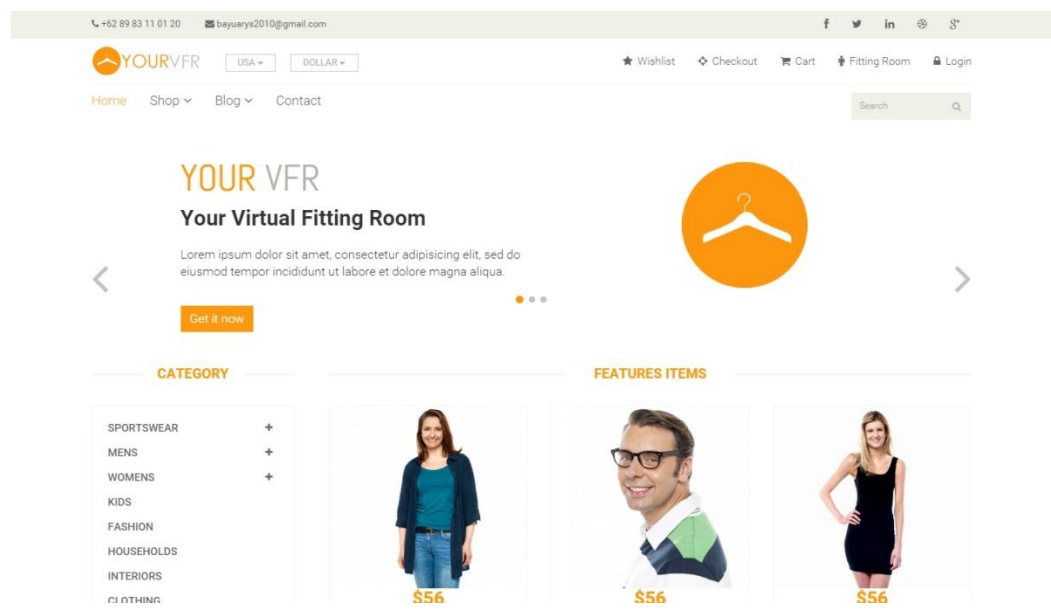 +62 89 83 11 01 20 bayuarys2010@gmail.com
YOURVFR USA DOLLAR Wishlist Checkout Cart Fitting Room Login
Home Shop Blog Contact Search
YOUR VFR
Your Virtual Fitting Room
Lorem ipsum dolor sit amet, consectetur adipisicing elit, sed do
eiusmod tempor incididunt ut labore et dolore magna aliqua.
Get it now
CATEGORY FEATURES ITEMS
SPORTSWEAR +
MENS +
WOMENS +
KIDS
FASHION
HOUSEHOLDS
INTERIORS
CLOTHING
$56 $56 $56